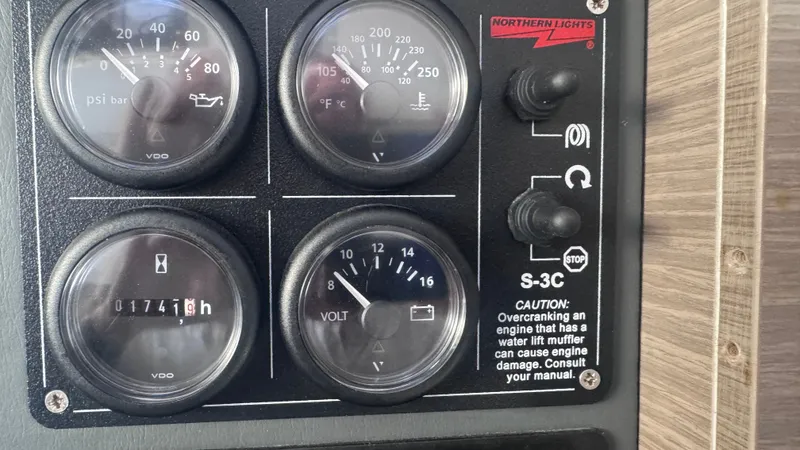 0 20 40 60 80
1 2 3 4 5
psi bar
VDO
105 140 180 200 220 230 250
40 80 100 120
°F °C
NORTHERN LIGHTS
®
01741,9 h
VDO
8 10 12 14 16
VOLT
STOP
S-3C
CAUTION:
Overcranking an
engine that has a
water lift muffler
can cause engine
damage. Consult
your manual.